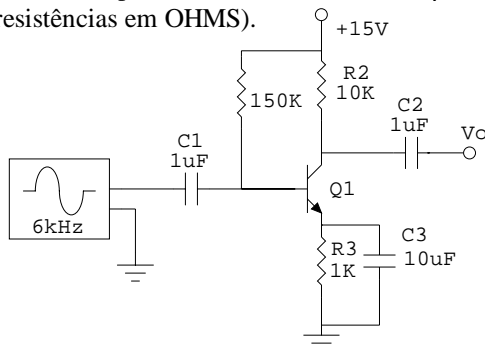 resistências em OHMS).
+15V
R2
10K
150K
C2
1uF
Vo
C1
1uF
Q1
6kHz
R3
1K
C3
10uF